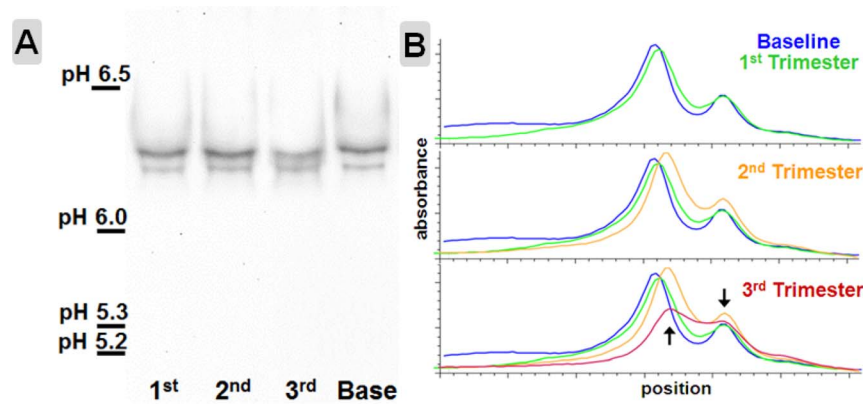 A
pH 6.5
pH 6.0
pH 5.3
pH 5.2
1st 2nd 3rd Base
B
Baseline
1st Trimester
2nd Trimester
3rd Trimester
absorbance
position